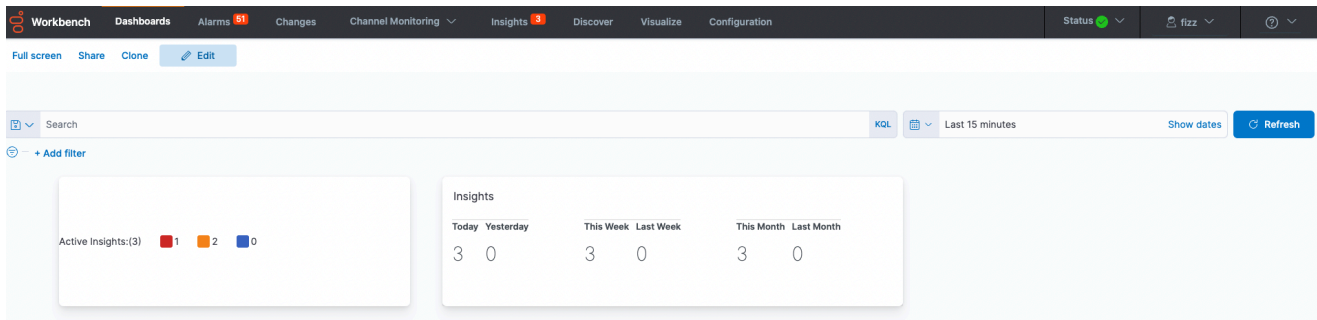 Workbench Dashboards Alarms 51 Changes Channel Monitoring Insights 3 Discover Visualize Configuration Status fizz
Full screen Share Clone Edit
Search KQL Last 15 minutes Show dates Refresh
+ Add filter
Active Insights:(3) 1 2 0
Insights
Today Yesterday This Week Last Week This Month Last Month
3 0 3 0 3 0